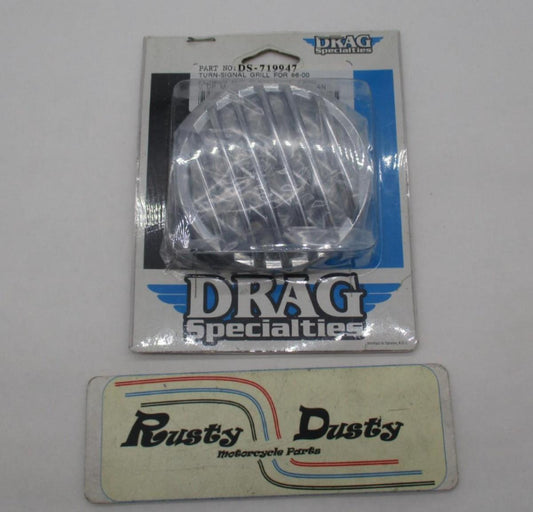 DRAG
Specialties
PART NO: DS-719947
TURN-SIGNAL GRILL FOR 86-00
DRAG
Specialties
Rusty Dusty
Motorcycle Parts